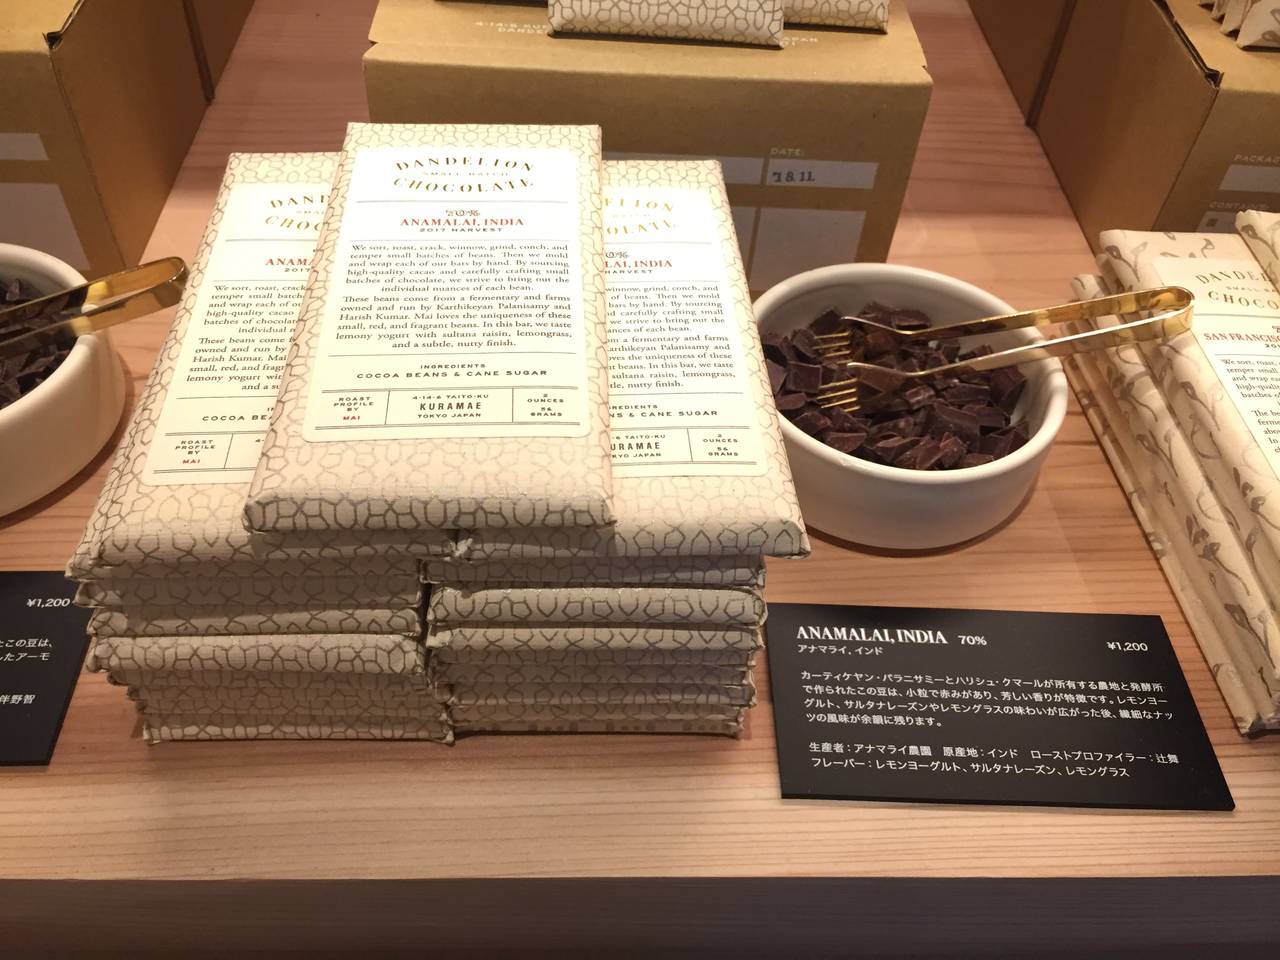 DATE:
'18.11
DANDELION
SMALL BATCH
CHOCOLATE
70%
ANAMALAI, INDIA
2017 HARVEST
We sort, roast, crack, winnow, grind, conch, and
temper small batches of beans. Then we mold
and wrap each of our bars by hand. By sourcing
high-quality cacao and carefully crafting small
batches of chocolate, we strive to bring out the
individual nuances of each bean.
These beans come from a fermentary and farms
owned and run by Karthikeyan Palanisamy and
Harish Kumar. Mai loves the uniqueness of these
small, red, and fragrant beans. In this bar, we taste
lemony yogurt with sultana raisin, lemongrass,
and a subtle, nutty finish.
INGREDIENTS
COCOA BEANS & CANE SUGAR
ROAST
PROFILE
BY
MAI
4-14-6 TAITO-KU
KURAMAE
TOKYO JAPAN
2
OUNCES
56
GRAMS
¥1,200
たこの豆は、
したアーモ
伴野智
ANAMALAI, INDIA 70% ¥1,200
アナマライ, インド
カーティケヤン・パラニサミーとハリシュ・クマールが所有する農地と発酵所
で作られたこの豆は、小粒で赤みがあり、芳しい香りが特徴です。レモンヨー
グルト、サルタナレーズンやレモングラスの味わいが広がった後、繊細なナッ
ツの風味が余韻に残ります。
生産者：アナマライ農園 原産地：インド ローストプロファイラー：辻舞
フレーバー：レモンヨーグルト、サルタナレーズン、レモングラス
SAN FRANCISCO